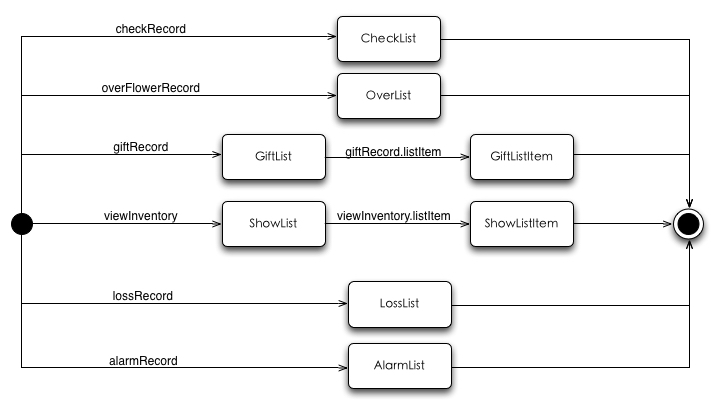 checkRecord
CheckList
overFlowerRecord
OverList
giftRecord
GiftList
giftRecord.listItem
GiftListItem
viewInventory
ShowList
viewInventory.listItem
ShowListItem
lossRecord
LossList
alarmRecord
AlarmList